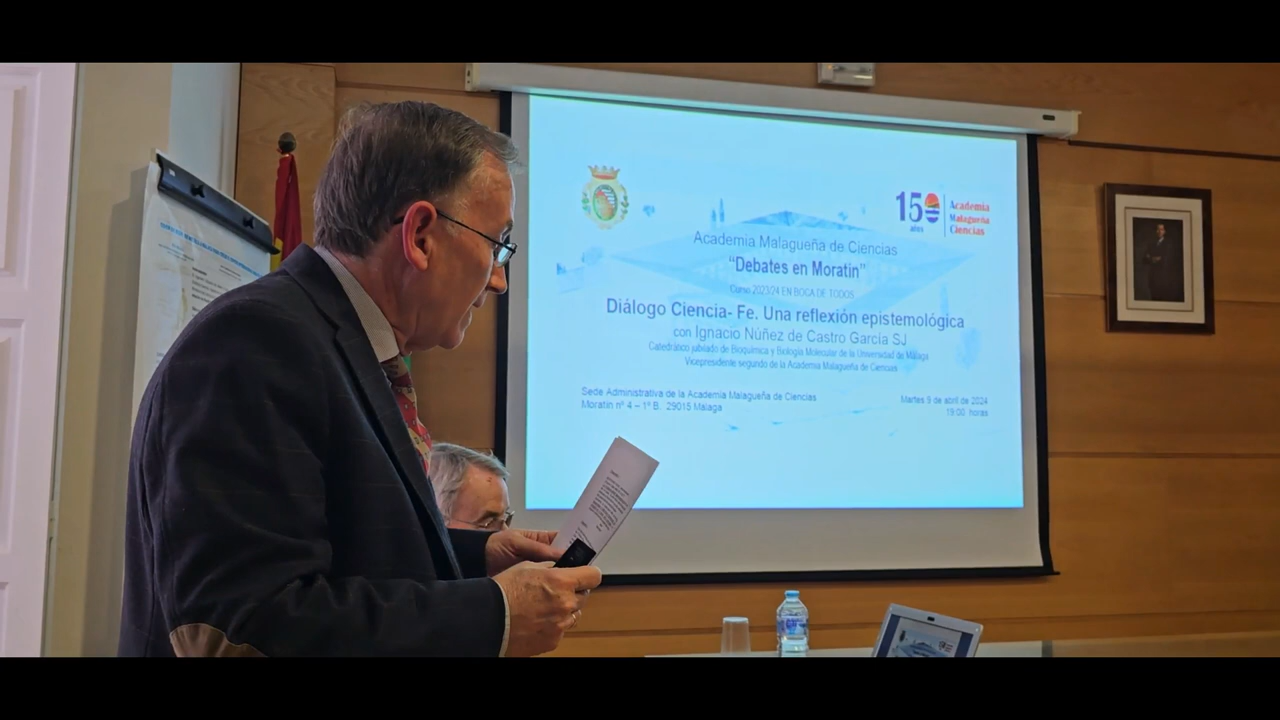 150
años
Academia
Malagueña
Ciencias
Academia Malagueña de Ciencias
“Debates en Moratín”
Curso 2023/24 EN BOCA DE TODOS
Diálogo Ciencia- Fe. Una reflexión epistemológica
con Ignacio Núñez de Castro García SJ
Catedrático jubilado de Bioquímica y Biología Molecular de la Universidad de Málaga
Vicepresidente segundo de la Academia Malagueña de Ciencias
Sede Administrativa de la Academia Malagueña de Ciencias
Moratín nº 4 – 1º B. 29015 Málaga
Martes 9 de abril de 2024
19:00 horas